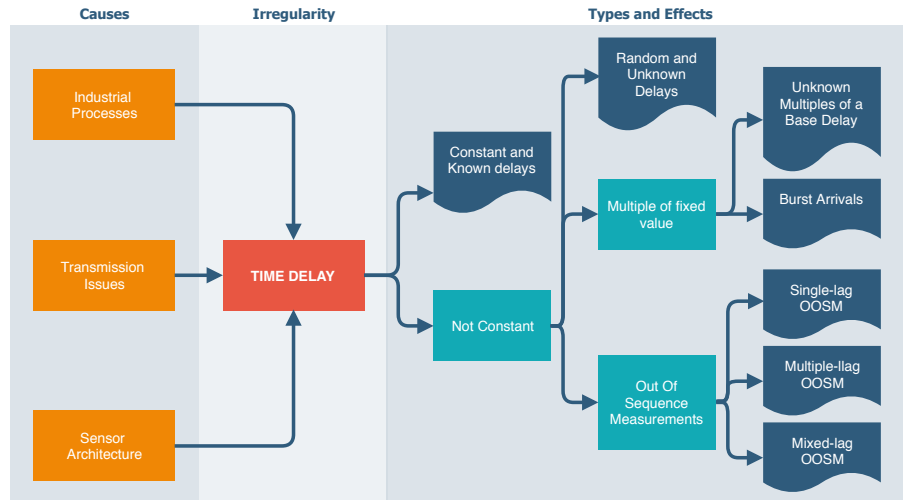 Causes
Irregularity
Types and Effects
Industrial
Processes
Transmission
Issues
Sensor
Architecture
TIME DELAY
Constant and
Known delays
Not Constant
Random and
Unknown
Delays
Multiple of fixed
value
Out Of
Sequence
Measurements
Unknown
Multiples of a
Base Delay
Burst Arrivals
Single-lag
OOSM
Multiple-llag
OOSM
Mixed-lag
OOSM